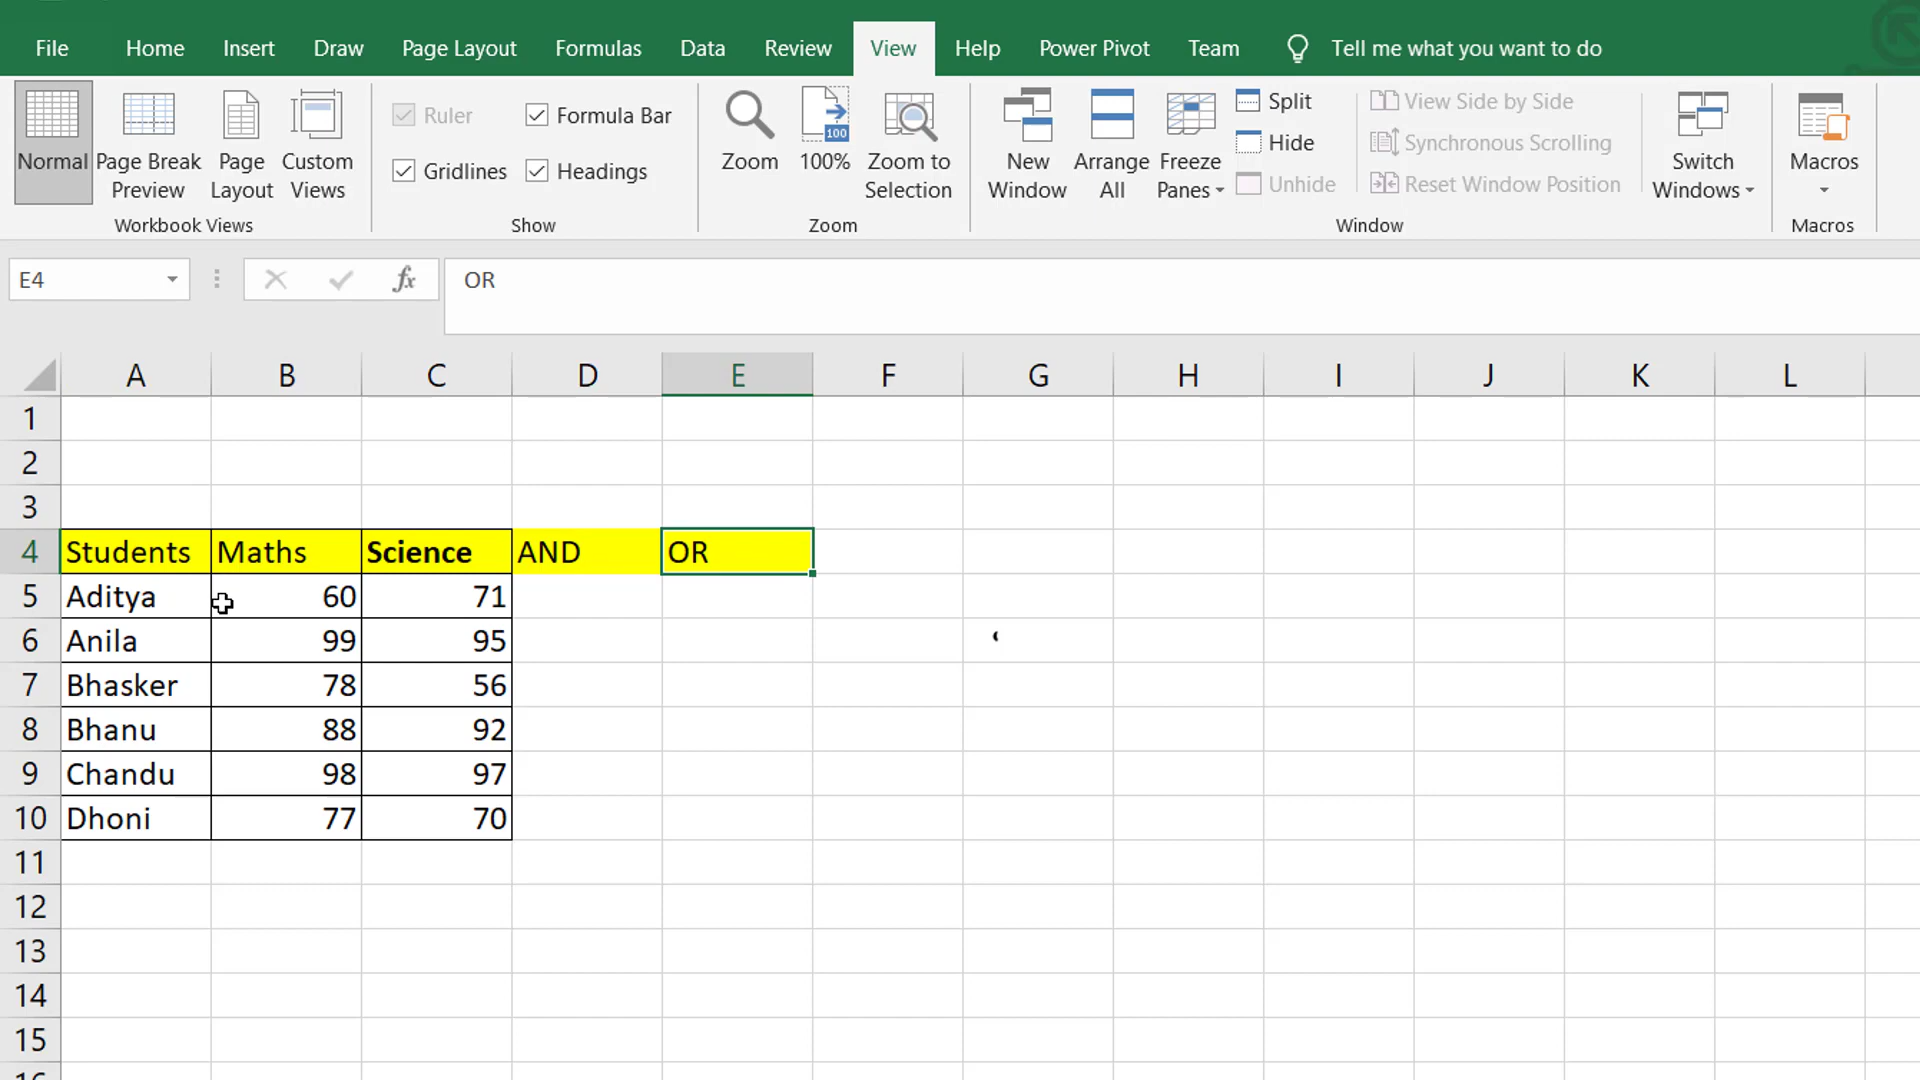 File Home Insert Draw Page Layout Formulas Data Review View Help Power Pivot Team Tell me what you want to do
Normal
Page Break Preview
Page Layout
Custom Views
Workbook Views
Ruler
Formula Bar
Gridlines
Headings
Show
Zoom
100
100%
Zoom to Selection
Zoom
New Window
Arrange All
Freeze Panes
Split
Hide
Unhide
View Side by Side
Synchronous Scrolling
Reset Window Position
Window
Switch Windows
Macros
Macros
E4 fx OR
A B C D E F G H I J K L
1
2
3
4 Students Maths Science AND OR
5 Aditya 60 71
6 Anila 99 95
7 Bhasker 78 56
8 Bhanu 88 92
9 Chandu 98 97
10 Dhoni 77 70
11
12
13
14
15